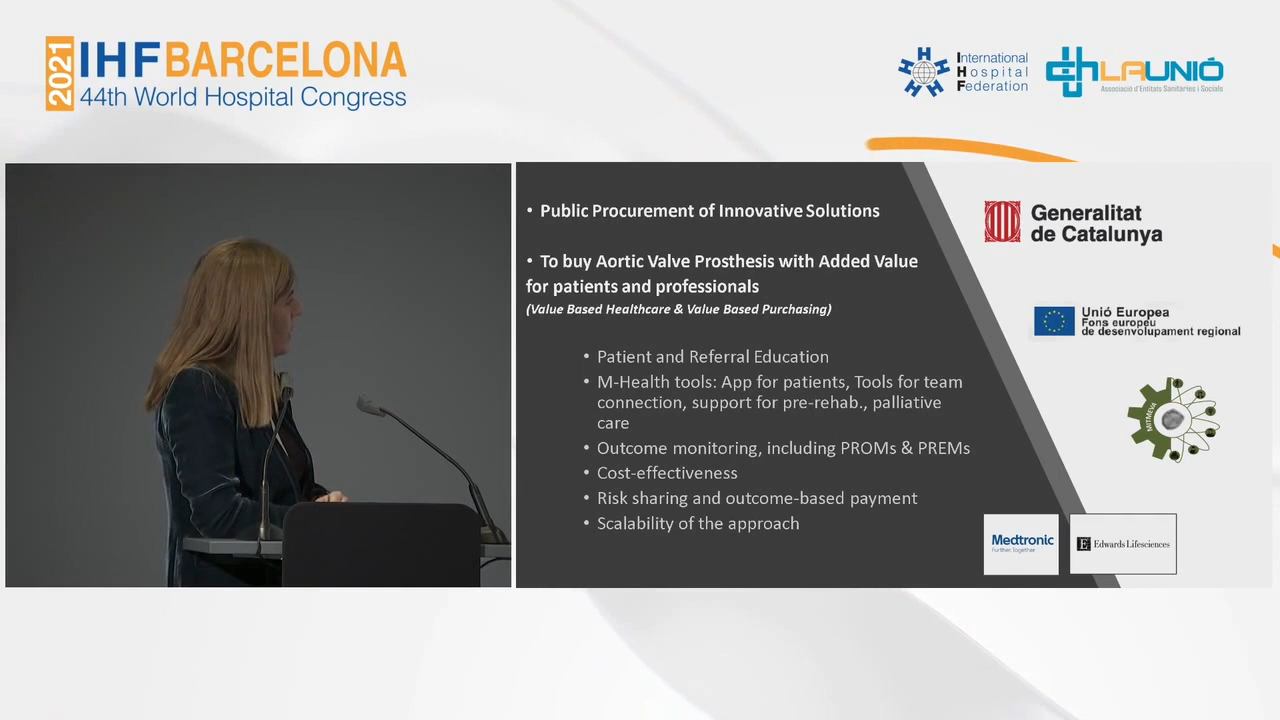 2021
IHF BARCELONA
44th World Hospital Congress
International
Hospital
Federation
LA UNIÓ
Associació d'Entitats Sanitàries i Socials
• Public Procurement of Innovative Solutions
• To buy Aortic Valve Prosthesis with Added Value
for patients and professionals
(Value Based Healthcare & Value Based Purchasing)
• Patient and Referral Education
• M-Health tools: App for patients, Tools for team
connection, support for pre-rehab., palliative
care
• Outcome monitoring, including PROMs & PREMs
• Cost-effectiveness
• Risk sharing and outcome-based payment
• Scalability of the approach
Generalitat
de Catalunya
Unió Europea
Fons europeu
de desenvolupament regional
Medtronic
Further, Together
E Edwards Lifesciences